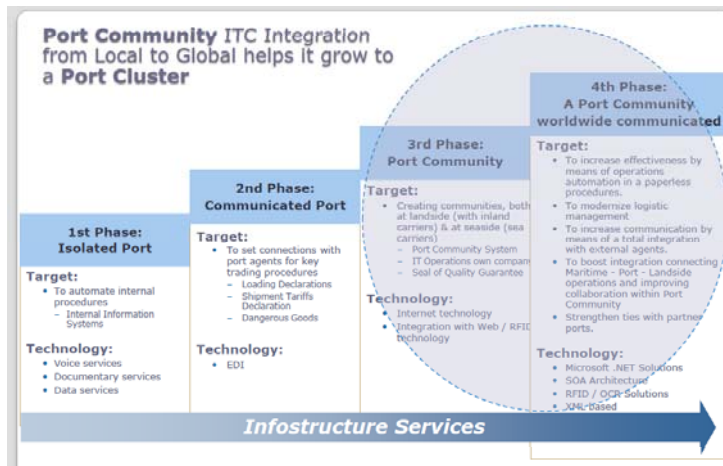 Port Community ITC Integration
from Local to Global helps it grow to
a Port Cluster
1st Phase:
Isolated Port
Target:
• To automate internal
procedures
– Internal Information
Systems
Technology:
• Voice services
• Documentary services
• Data services
2nd Phase:
Communicated Port
Target:
• To set connections with
port agents for key
trading procedures
– Loading Declarations
– Shipment Tariffs
Declaration
– Dangerous Goods
Technology:
• EDI
3rd Phase:
Port Community
Target:
• Creating communities, both
at landside (with inland
carriers) & at seaside (sea
carriers)
– Port Community System
– IT Operations own company
– Seal of Quality Guarantee
Technology:
• Internet technology
• Integration with Web / RFID
technology
4th Phase:
A Port Community
worldwide communicated
Target:
• To increase effectiveness by
means of operations
automation in a paperless
procedures.
• To modernize logistic
management
• To increase communication by
means of a total integration
with external agents.
• To boost integration connecting
Maritime - Port - Landside
operations and improving
collaboration within Port
Community
• Strengthen ties with partner
ports.
Technology:
• Microsoft .NET Solutions
• SOA Architecture
• RFID / OCR Solutions
• XML-based
Infostructure Services